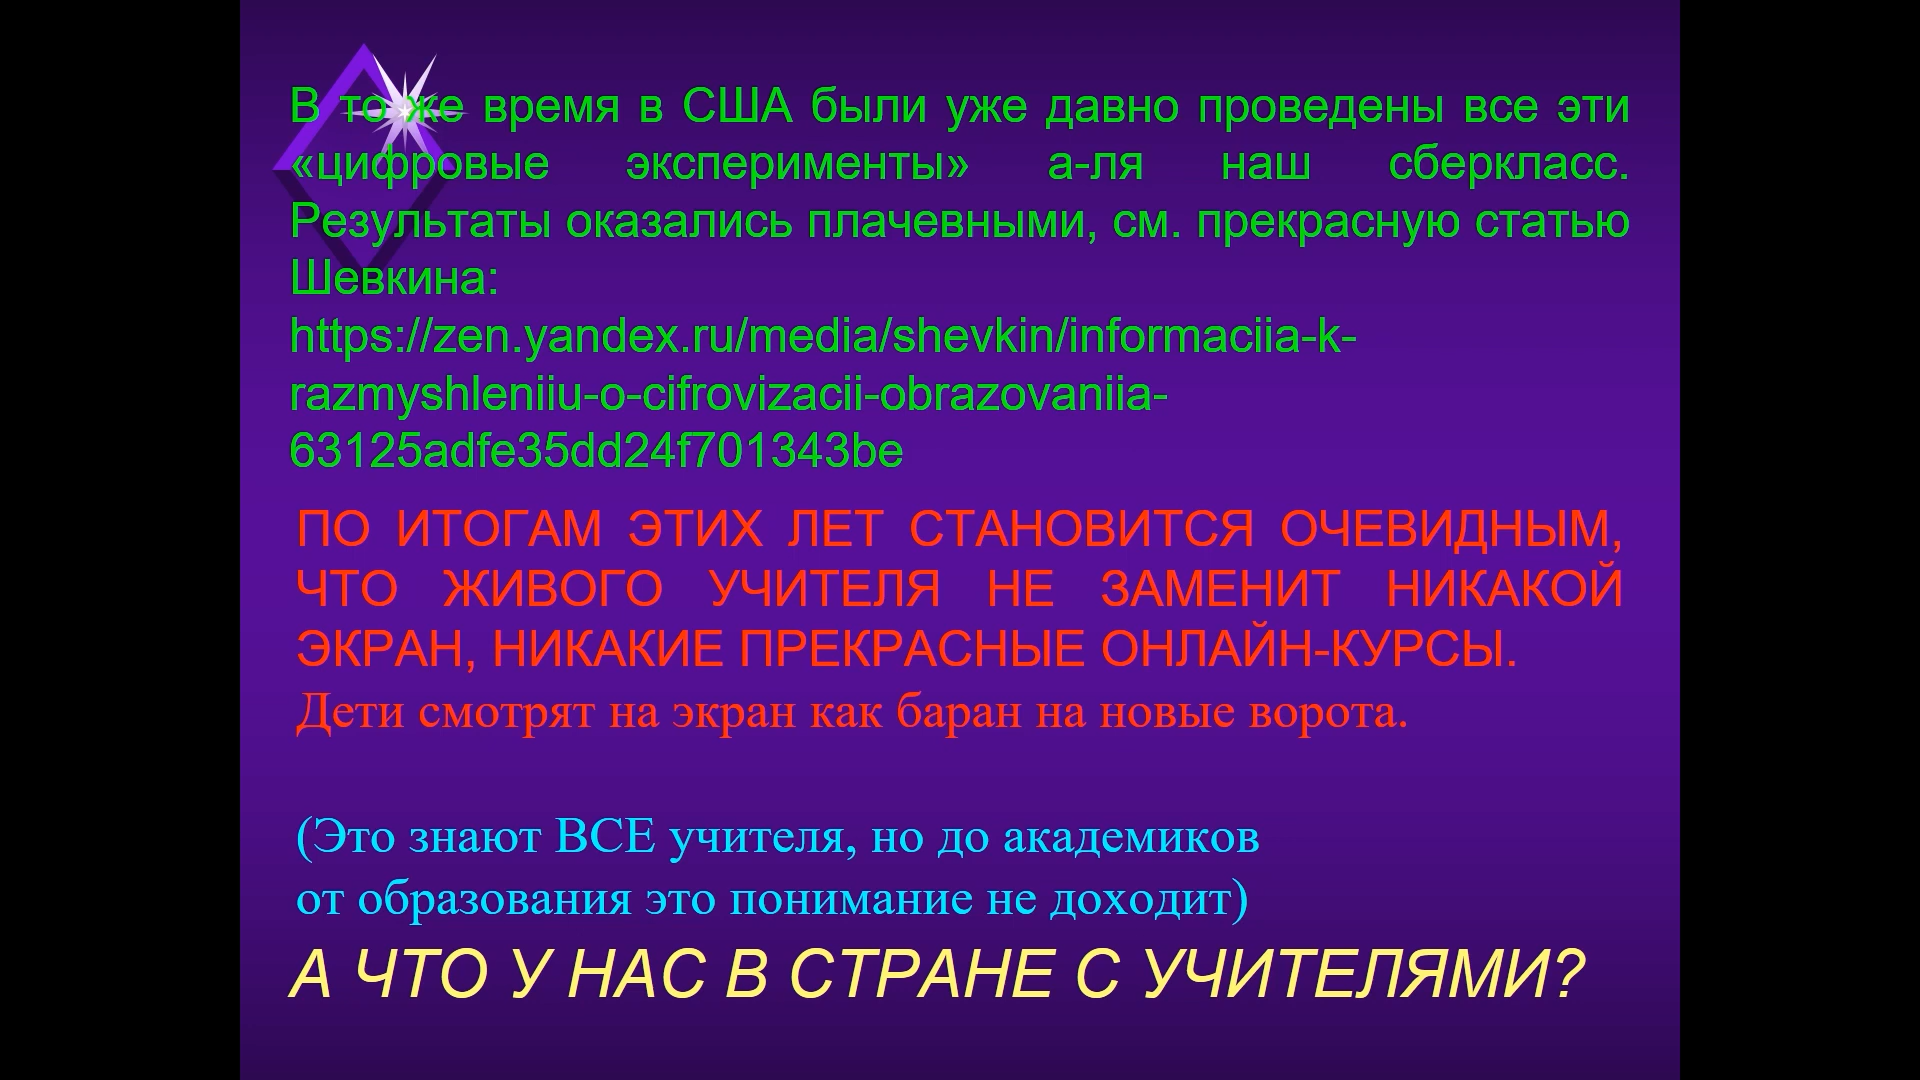 В то же время в США были уже давно проведены все эти
«цифровые эксперименты» а-ля наш сберкласс.
Результаты оказались плачевными, см. прекрасную статью
Шевкина:
https://zen.yandex.ru/media/shevkin/informaciia-k-
razmyshleniiu-o-cifrovizacii-obrazovaniia-
63125adfe35dd24f701343be
ПО ИТОГАМ ЭТИХ ЛЕТ СТАНОВИТСЯ ОЧЕВИДНЫМ,
ЧТО ЖИВОГО УЧИТЕЛЯ НЕ ЗАМЕНИТ НИКАКОЙ
ЭКРАН, НИКАКИЕ ПРЕКРАСНЫЕ ОНЛАЙН-КУРСЫ.
Дети смотрят на экран как баран на новые ворота.
(Это знают ВСЕ учителя, но до академиков
от образования это понимание не доходит)
А ЧТО У НАС В СТРАНЕ С УЧИТЕЛЯМИ?